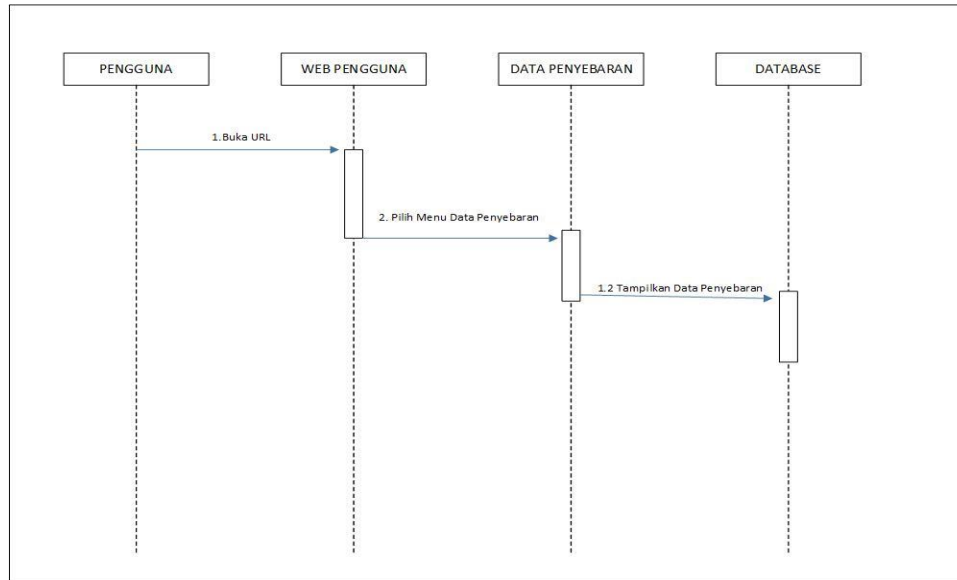 PENGGUNA
WEB PENGGUNA
DATA PENYEBARAN
DATABASE
1.Buka URL
2. Pilih Menu Data Penyebaran
1.2 Tampilkan Data Penyebaran